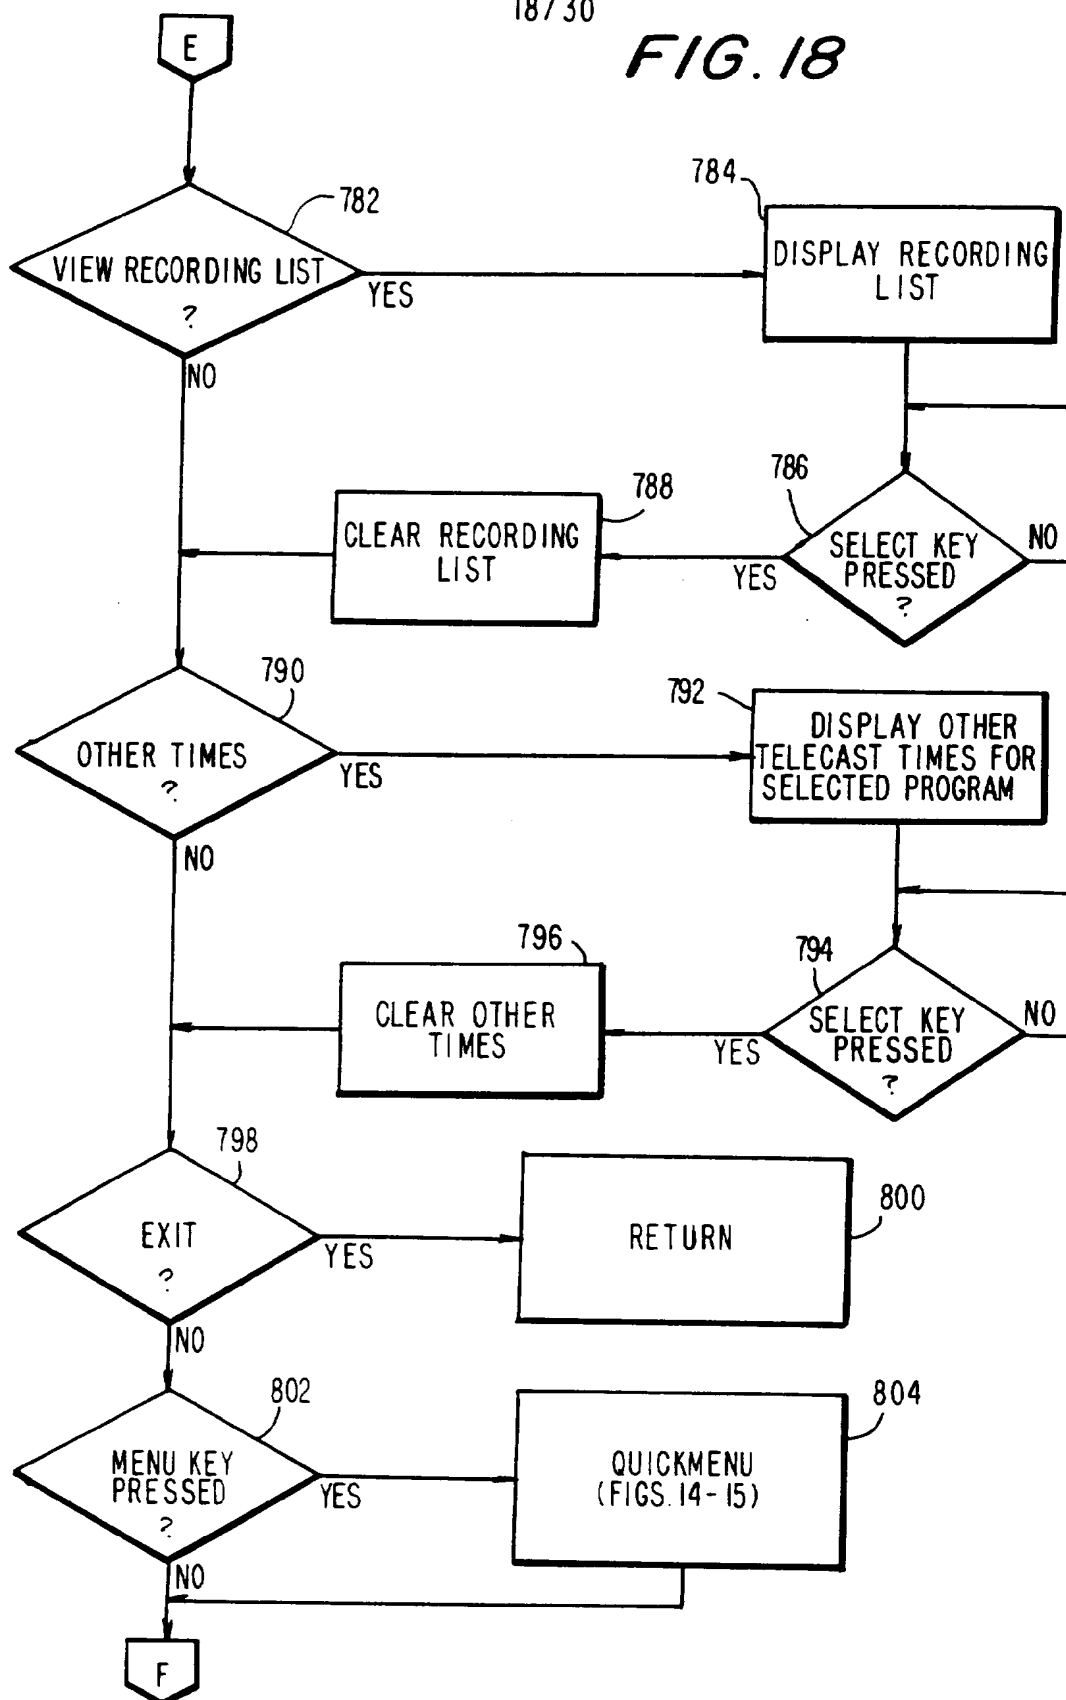 18/30
FIG. 18
E
782
VIEW RECORDING LIST
?
YES
NO
784
DISPLAY RECORDING
LIST
786
SELECT KEY
PRESSED
?
NO
YES
788
CLEAR RECORDING
LIST
790
OTHER TIMES
?
YES
NO
792
DISPLAY OTHER
TELECAST TIMES FOR
SELECTED PROGRAM
794
SELECT KEY
PRESSED
?
NO
YES
796
CLEAR OTHER
TIMES
798
EXIT
?
YES
NO
800
RETURN
802
MENU KEY
PRESSED
?
YES
NO
804
QUICKMENU
(FIGS. 14-15)
F